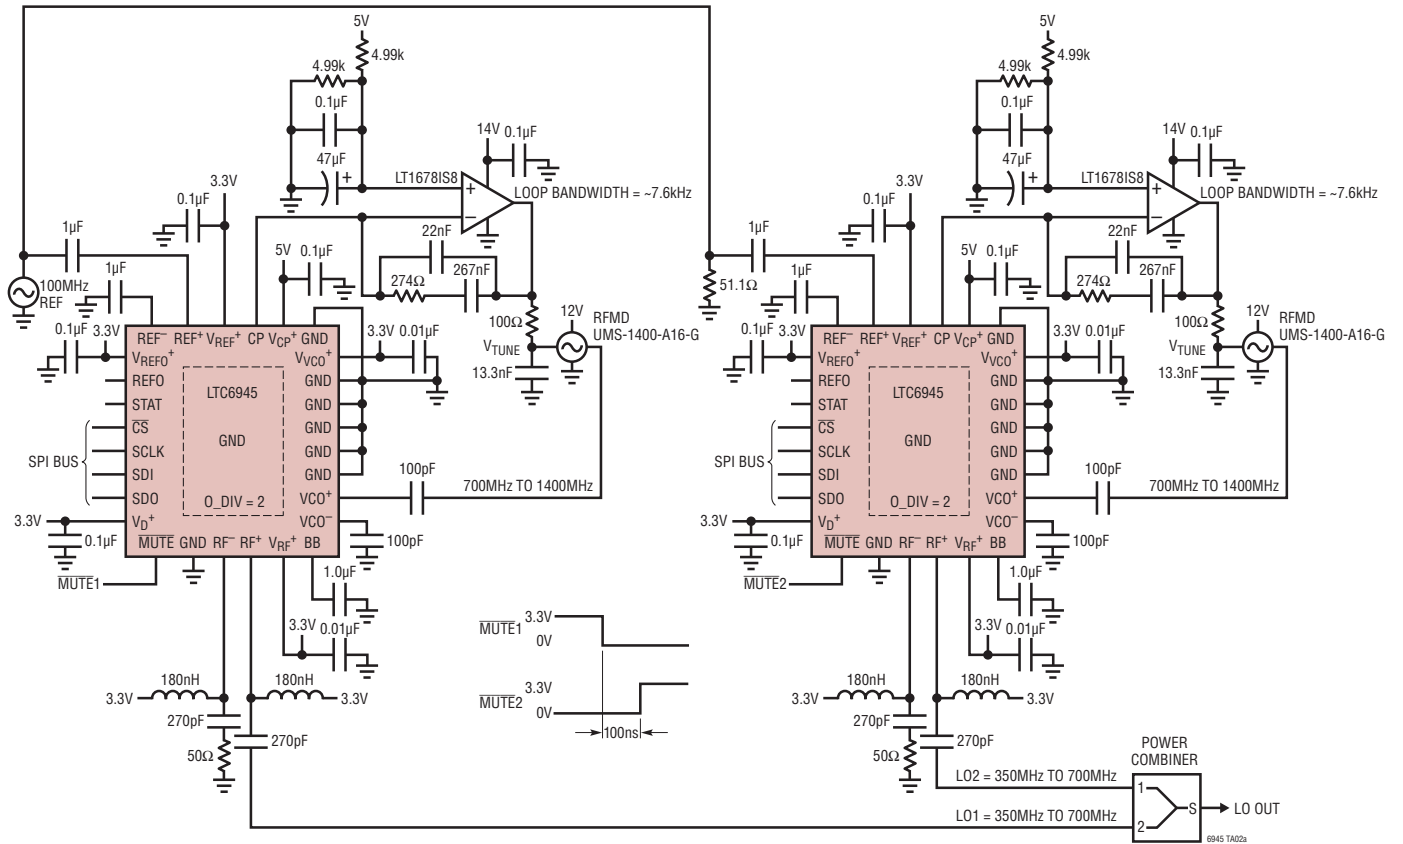 5V
4.99k
4.99k
0.1µF
47µF
+
14V
0.1µF
LT1678IS8
+
–
LOOP BANDWIDTH = ~7.6kHz
3.3V
0.1µF
1µF
1µF
100MHz
REF
5V
0.1µF
22nF
274Ω
267nF
100Ω
12V
RFMD
UMS-1400-A16-G
VTUNE
13.3nF
0.1µF
3.3V
3.3V
0.01µF
REF– REF+ VREF+ CP VCP+ GND
VREFO+
REFO
STAT
CS
SCLK
SDI
SDO
VD+
SPI BUS
LTC6945
GND
O_DIV = 2
VVCO+
GND
GND
GND
GND
GND
VCO+
VCO–
MUTE GND RF– RF+ VRF+ BB
100pF
700MHz TO 1400MHz
100pF
3.3V
0.1µF
MUTE1
1.0µF
3.3V
0.01µF
180nH
180nH
3.3V
3.3V
270pF
270pF
50Ω
MUTE1
3.3V
0V
MUTE2
3.3V
0V
100ns
5V
4.99k
4.99k
0.1µF
47µF
+
14V
0.1µF
LT1678IS8
+
–
LOOP BANDWIDTH = ~7.6kHz
3.3V
0.1µF
1µF
1µF
51.1Ω
5V
0.1µF
22nF
274Ω
267nF
100Ω
12V
RFMD
UMS-1400-A16-G
VTUNE
13.3nF
0.1µF
3.3V
3.3V
0.01µF
REF– REF+ VREF+ CP VCP+ GND
VREFO+
REFO
STAT
CS
SCLK
SDI
SDO
VD+
SPI BUS
LTC6945
GND
O_DIV = 2
VVCO+
GND
GND
GND
GND
GND
VCO+
VCO–
MUTE GND RF– RF+ VRF+ BB
100pF
700MHz TO 1400MHz
100pF
3.3V
0.1µF
MUTE2
1.0µF
3.3V
0.01µF
180nH
180nH
3.3V
3.3V
270pF
270pF
50Ω
POWER
COMBINER
LO2 = 350MHz TO 700MHz
LO1 = 350MHz TO 700MHz
1
2
S
LO OUT
6945 TA02a